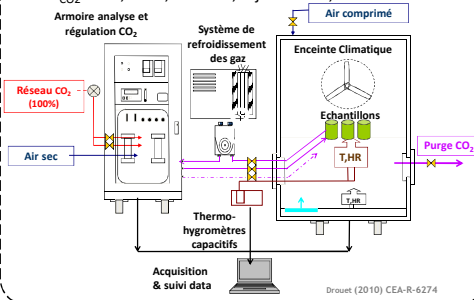 Air comprimé
Armoire analyse et
régulation CO₂
Système de
refroidissement
des gaz
Enceinte Climatique
Réseau CO₂
(100%)
Echantillons
Air sec
T,HR
Purge CO₂
T,HR
Thermo-
hygromètres
capacitifs
Acquisition
& suivi data
Drouet (2010) CEA-R-6274